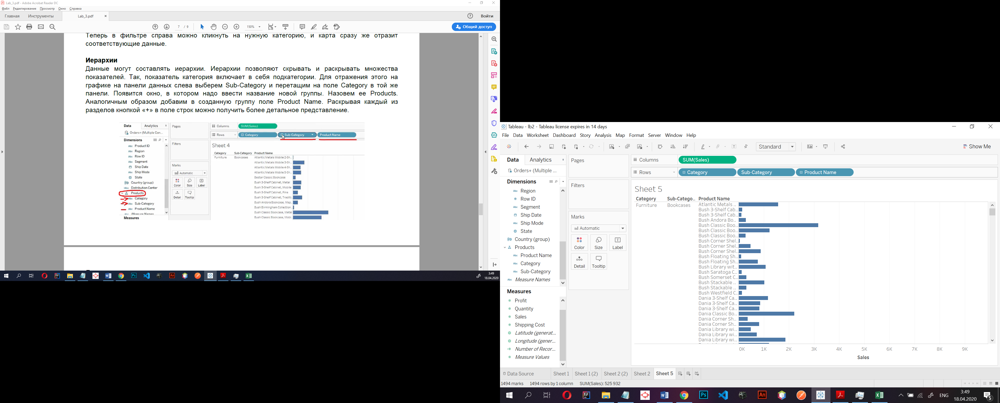 Lab_3.pdf - Adobe Acrobat Reader DC
Файл Редактирование Просмотр Окно Справка
Главная Инструменты Lab_3.pdf × Войти
7 / 9 150% Общий доступ
Теперь в фильтре справа можно кликнуть на нужную категорию, и карта сразу же отразит
соответствующие данные.
Иерархии
Данные могут составлять иерархии. Иерархии позволяют скрывать и раскрывать множества
показателей. Так, показатель категория включает в себя подкатегории. Для отражения этого на
графике на панели данных слева выберем Sub-Category и перетащим на поле Category в той же
панели. Появится окно, в котором надо ввести название новой группы. Назовем ее Products.
Аналогичным образом добавим в созданную группу поле Product Name. Раскрывая каждый из
разделов кнопкой «+» в поле строк можно получить более детальное представление.
Data Analytics
Orders+ (Multiple Con...
Dimensions
Abc Product ID
Abc Region
Abc Row ID
Abc Segment
Ship Date
Abc Ship Mode
State
Country (group)
Abc Distribution Center
Products
Abc Category
Abc Sub-Category
Abc Product Name
Abc Measure Names
Measures
Pages
Filters
Marks
Automatic
Color Size Label
Detail Tooltip
Columns SUM(Sales)
Rows Category Sub-Category Product Name
Sheet 4
Category Sub-Category Product Name
Furniture Bookcases Atlantic Metals Mobile 2-Sh..
Atlantic Metals Mobile 3-Sh..
Atlantic Metals Mobile 4-Sh..
Atlantic Metals Mobile 5-Sh..
Bestar Classic Bookcase
Bush 3-Shelf Cabinet, Metal
Bush 3-Shelf Cabinet, Mobile
Bush 3-Shelf Cabinet, Pine
Bush 3-Shelf Cabinet, Traditi..
Bush Andora Bookcase, Map..
Bush Birmingham Collection ..
Bush Classic Bookcase, Metal
Bush Classic Bookcase, Mobi..
3:49
18.04.2020
Tableau - lb2 - Tableau license expires in 14 days
File Data Worksheet Dashboard Story Analysis Map Format Server Window Help
Standard Show Me
Data Analytics
Orders+ (Multiple ...
Dimensions
Abc Region
# Row ID
Abc Segment
Ship Date
Abc Ship Mode
State
Country (group)
Products
Abc Product Name
Abc Category
Abc Sub-Category
Abc Measure Names
Measures
# Profit
# Quantity
# Sales
# Shipping Cost
Latitude (generat...
Longitude (gener...
# Number of Recor...
# Measure Values
Pages
Filters
Marks
Automatic
Color Size Label
Detail Tooltip
Columns SUM(Sales)
Rows Category Sub-Category Product Name
Sheet 5
Category Sub-Catego.. Product Name
Furniture Bookcases Atlantic Metals ..
Bush 3-Shelf Cab..
Bush 3-Shelf Cab..
Bush Andora Bo..
Bush Classic Boo..
Bush Classic Boo..
Bush Classic Boo..
Bush Corner Shel..
Bush Corner Shel..
Bush Corner Shel..
Bush Floating Sh..
Bush Floating Sh..
Bush Library wit..
Bush Saratoga C..
Bush Somerset C..
Bush Stackable ..
Bush Stackable ..
Bush Westfield C..
Dania 3-Shelf Ca..
Dania 3-Shelf Ca..
Dania 3-Shelf Ca..
Dania Classic Bo..
Dania Corner Sh..
Dania Corner Sh..
Dania Library wi..
Dania Library wi..
Dania Library wi..
0K 1K 2K 3K 4K 5K 6K 7K 8K 9K
Sales
Data Source Sheet 1 Sheet 1 (2) Sheet 2 (2) Sheet 2 Sheet 5
1494 marks 1494 rows by 1 column SUM(Sales): 525 932
ENG 3:49
18.04.2020 5